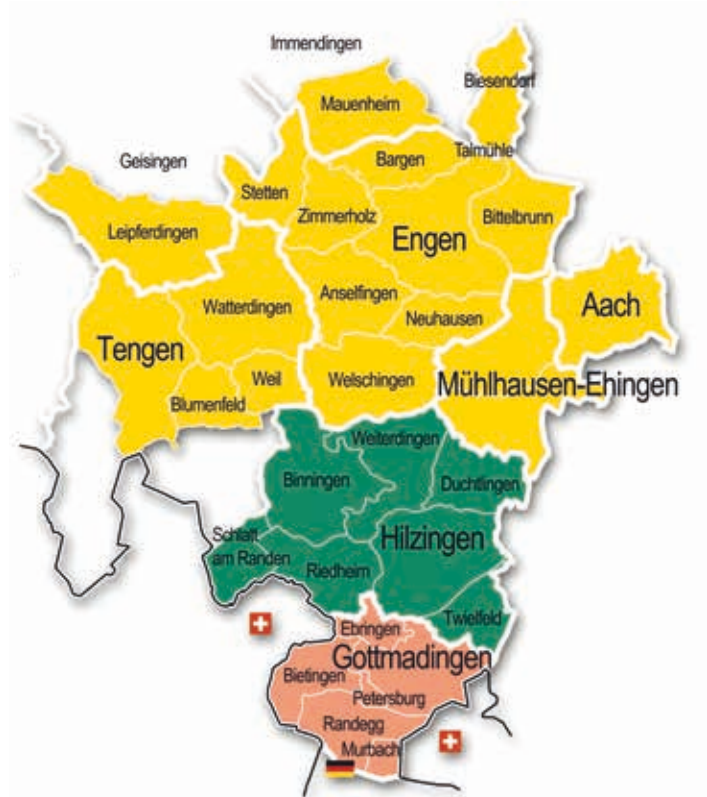 Immendingen
Biesendorf
Mauenheim
Talmühle
Geisingen
Bargen
Stetten
Zimmerholz
Bittelbrunn
Leipferdingen
Engen
Anselfingen
Watterdingen
Aach
Neuhausen
Tengen
Weil
Welschingen
Mühlhausen-Ehingen
Blumenfeld
Weiterdingen
Binningen
Duchtlingen
Schlatt
am Randen
Hilzingen
Riedheim
Twielfeld
Ebringen
Gottmadingen
Bietingen
Petersburg
Randegg
Murbach